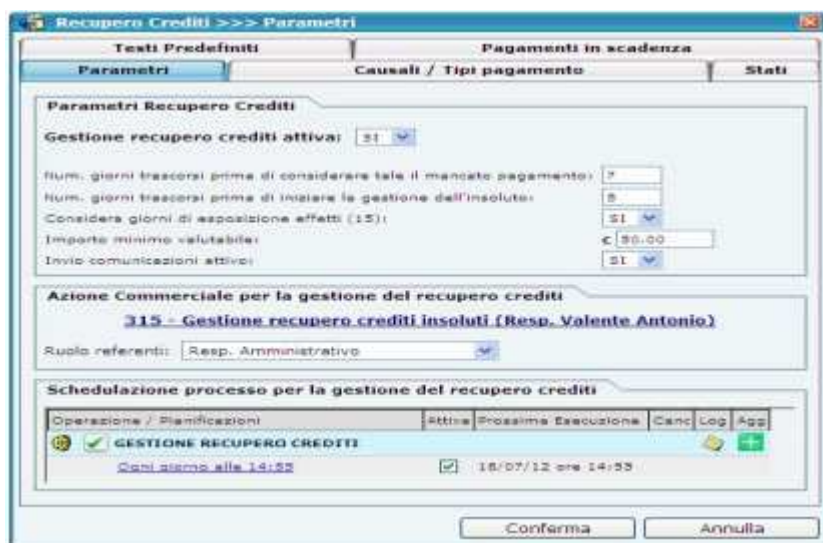 Recupero Crediti >>> Parametri
Testi Predefiniti Pagamenti in scadenza
Parametri Causali / Tipi pagamento Stati
Parametri Recupero Crediti
Gestione recupero crediti attiva: SI
Num. giorni trascorsi prima di considerare tale il mancato pagamento: 7
Num. giorni trascorsi prima di iniziare la gestione dell'insoluto:
Considera giorni di esposizione effetti (15): SI
Importo minimo valutabile: € 50.00
Invio comunicazioni attivo: SI
Azione Commerciale per la gestione del recupero crediti
315 - Gestione recupero crediti insoluti (Resp. Valente Antonio)
Ruolo referenti: Resp. Amministrativo
Schedulazione processo per la gestione del recupero crediti
Operazione / Pianificazioni Attiva Prossima Esecuzione Canc Log Agg
GESTIONE RECUPERO CREDITI
Ogni giorno alle 14:55 18/07/12 ore 14:55
Conferma Annulla